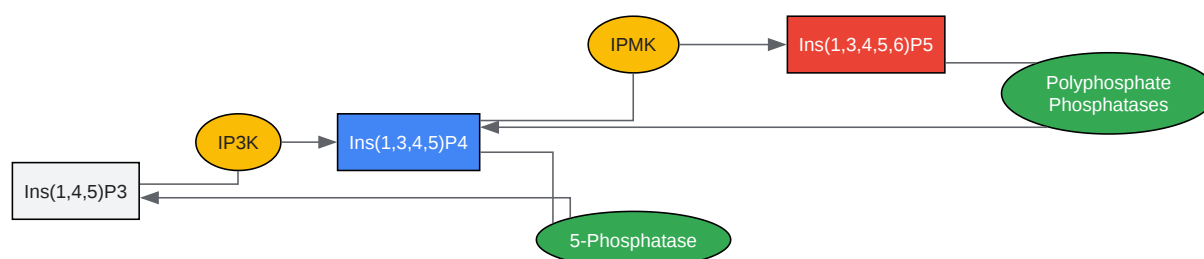 IPMK
Ins(1,3,4,5,6)P5
Polyphosphate
Phosphatases
IP3K
Ins(1,3,4,5)P4
Ins(1,4,5)P3
5-Phosphatase